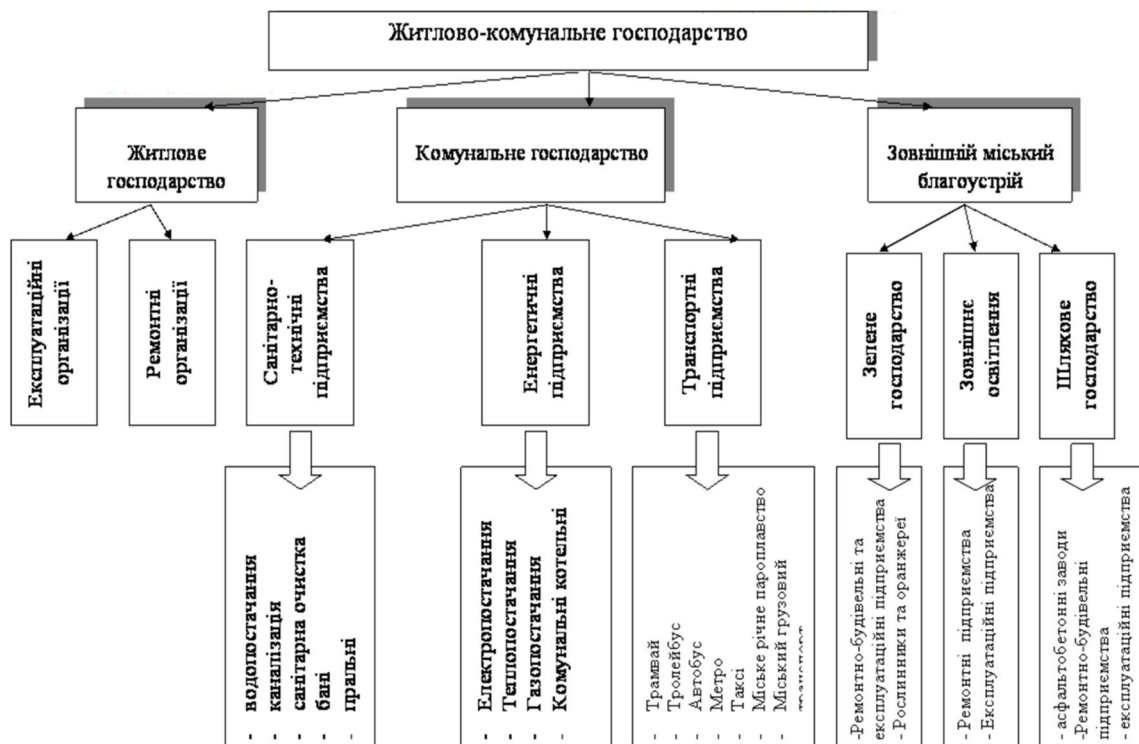 Житлово-комунальне господарство
Житлове
господарство
Комунальне господарство
Зовнішній міський
благоустрій
Експлуатаційні
організації
Ремонтні
організації
Санітарно-
технічні
підприємства
Енергетичні
підприємства
Транспортні
підприємства
Зелене
господарство
Зовнішнє
освітлення
Шляхове
господарство
- водопостачання
- каналізація
- санітарна очистка
- бані
- пральні
- Електропостачання
- Теплопостачання
- Газопостачання
- Комунальні котельні
- Трамвай
- Тролейбус
- Автобус
- Метро
- Таксі
- Міське річне пароплавство
- Міський грузовий
транспорт
-Ремонтно-будівельні та
експлуатаційні підприємства
- Рослинники та оранжереї
- Ремонтні підприємства
- Експлуатаційні підприємства
- асфальтобетонні заводи
-Ремонтно-будівельні
підприємства
- експлуатаційні підприємства